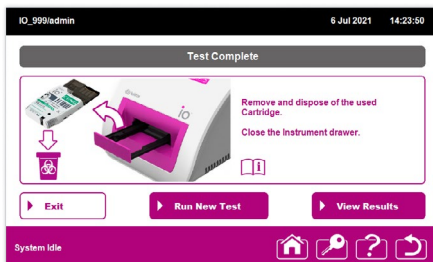 IO_999/admin 6 Jul 2021 14:23:50
Test Complete
Remove and dispose of the used
Cartridge.
Close the Instrument drawer.
io
Exit Run New Test View Results
System Idle